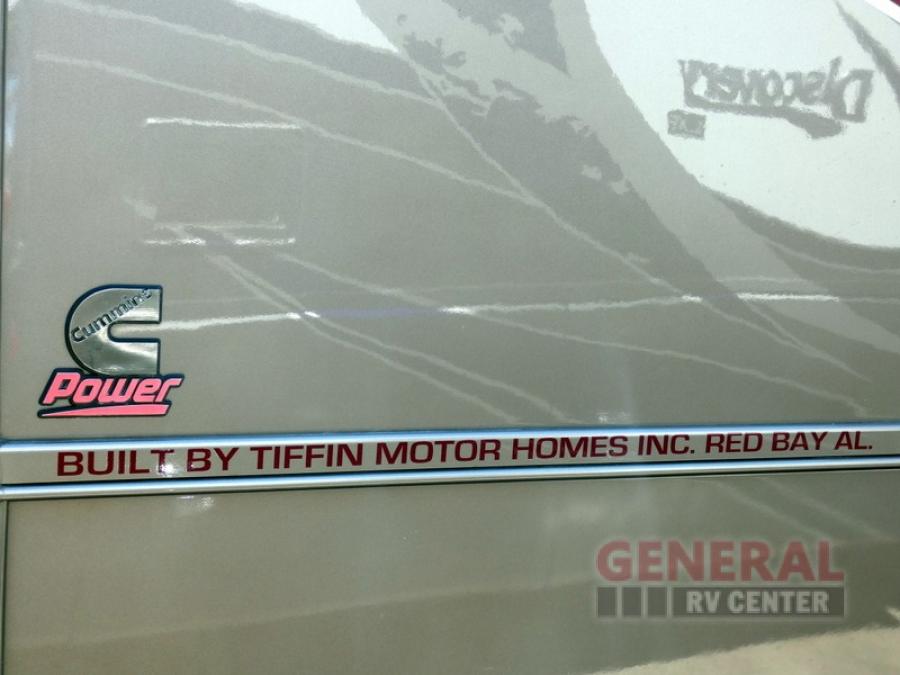 Discovery
Cummins
Power
BUILT BY TIFFIN MOTOR HOMES INC. RED BAY AL.
GENERAL
RV CENTER